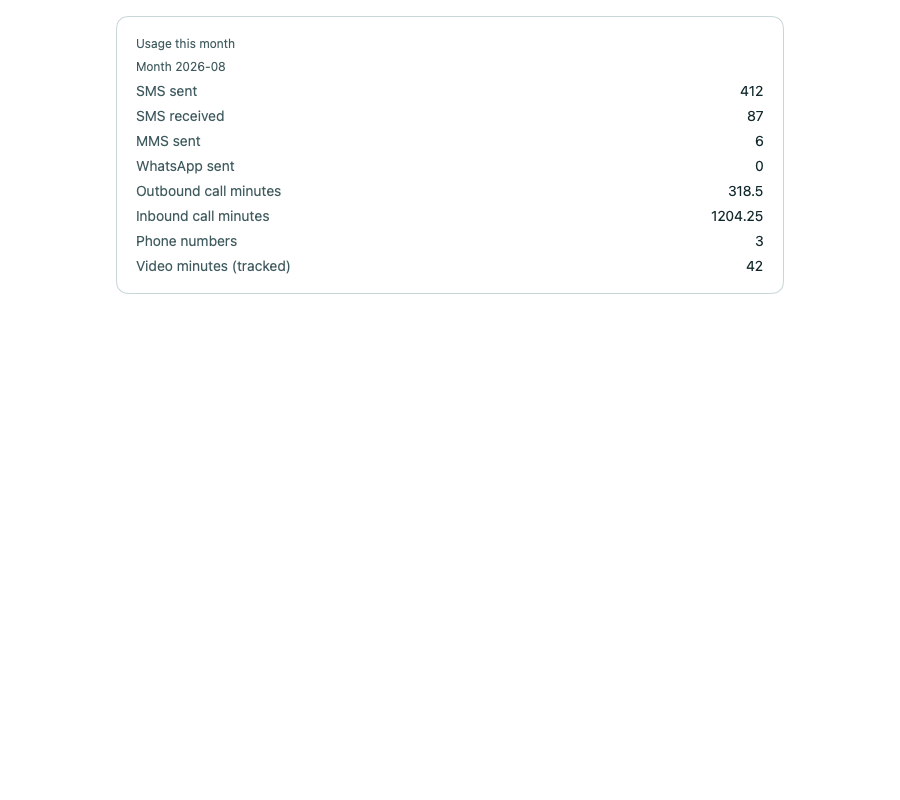 Usage this month
Month 2026-08
SMS sent 412
SMS received 87
MMS sent 6
WhatsApp sent 0
Outbound call minutes 318.5
Inbound call minutes 1204.25
Phone numbers 3
Video minutes (tracked) 42